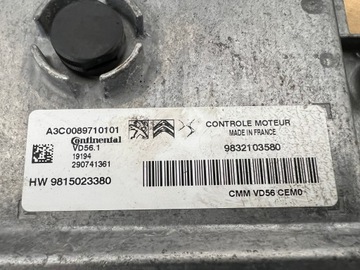 A3C0089710101
Continental
VD56.1
19194
290741361
HW 9815023380
CONTROLE MOTEUR
MADE IN FRANCE
9832103580
CMM VD56 CEM0